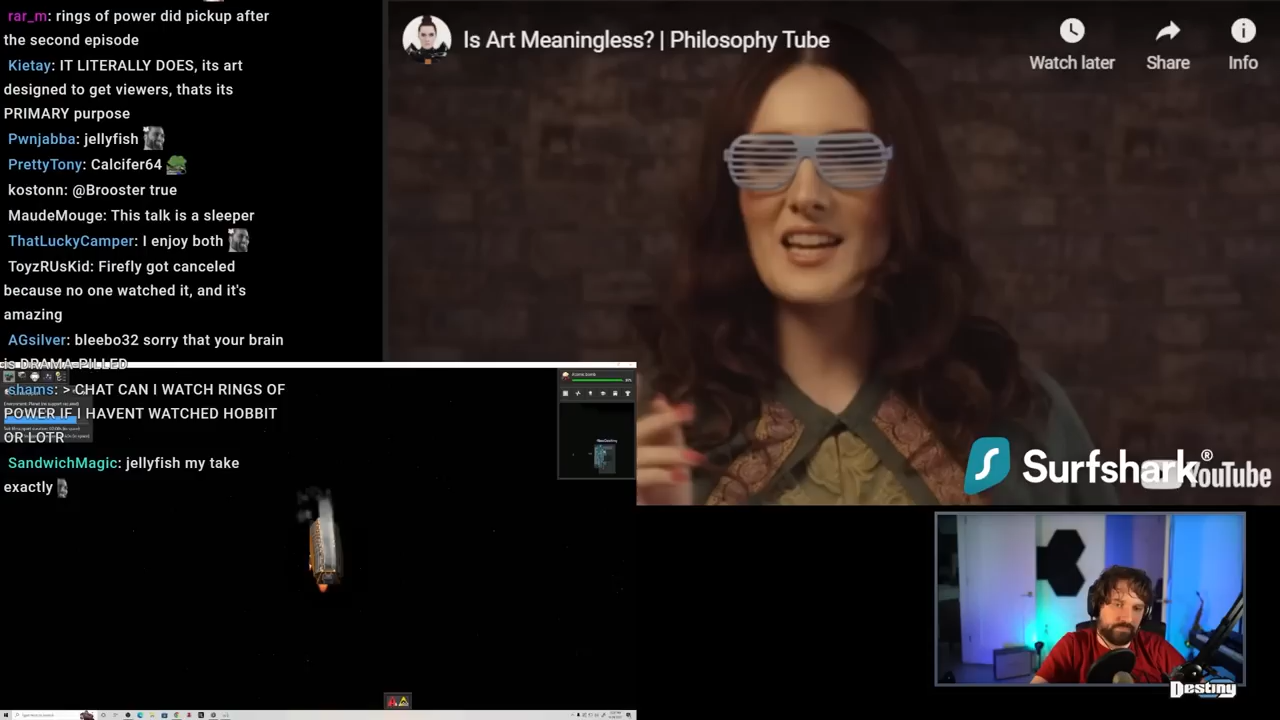 rar_m: rings of power did pickup after
the second episode
Kietay: IT LITERALLY DOES, its art
designed to get viewers, thats its
PRIMARY purpose
Pwnjabba: jellyfish
PrettyTony: Calcifer64
kostonn: @Brooster true
MaudeMouge: This talk is a sleeper
ThatLuckyCamper: I enjoy both
ToyzRUsKid: Firefly got canceled
because no one watched it, and it's
amazing
AGsilver: bleebo32 sorry that your brain
is DRAMA-PILLED
shams: > CHAT CAN I WATCH RINGS OF
POWER IF I HAVENT WATCHED HOBBIT
OR LOTR
SandwichMagic: jellyfish my take
exactly
Is Art Meaningless? | Philosophy Tube
Watch later
Share
Info
Surfshark®
YouTube
Destiny